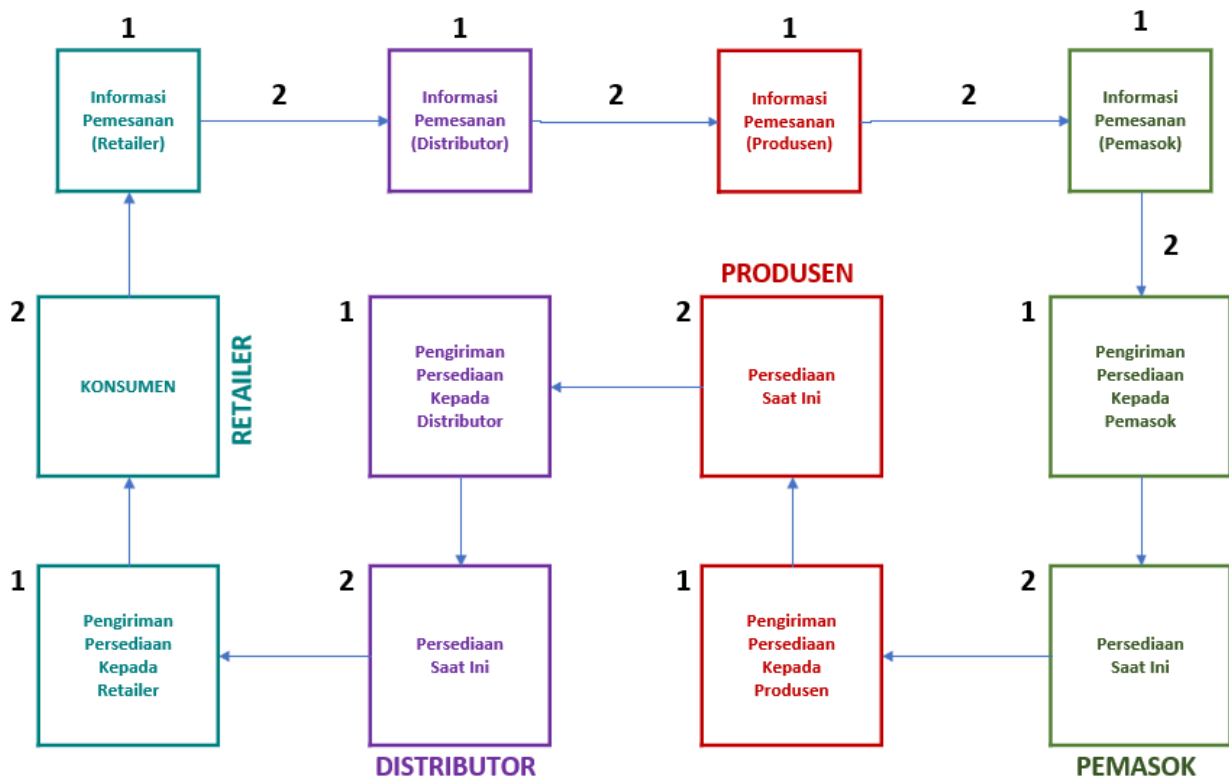 1
1
1
1
Informasi
Pemesanan
(Retailer)
2
Informasi
Pemesanan
(Distributor)
2
Informasi
Pemesanan
(Produsen)
2
Informasi
Pemesanan
(Pemasok)
2
PRODUSEN
2
KONSUMEN
RETAILER
1
Pengiriman
Persediaan
Kepada
Distributor
2
Persediaan
Saat Ini
1
Pengiriman
Persediaan
Kepada
Pemasok
1
Pengiriman
Persediaan
Kepada
Retailer
2
Persediaan
Saat Ini
1
Pengiriman
Persediaan
Kepada
Produsen
2
Persediaan
Saat Ini
DISTRIBUTOR
PEMASOK